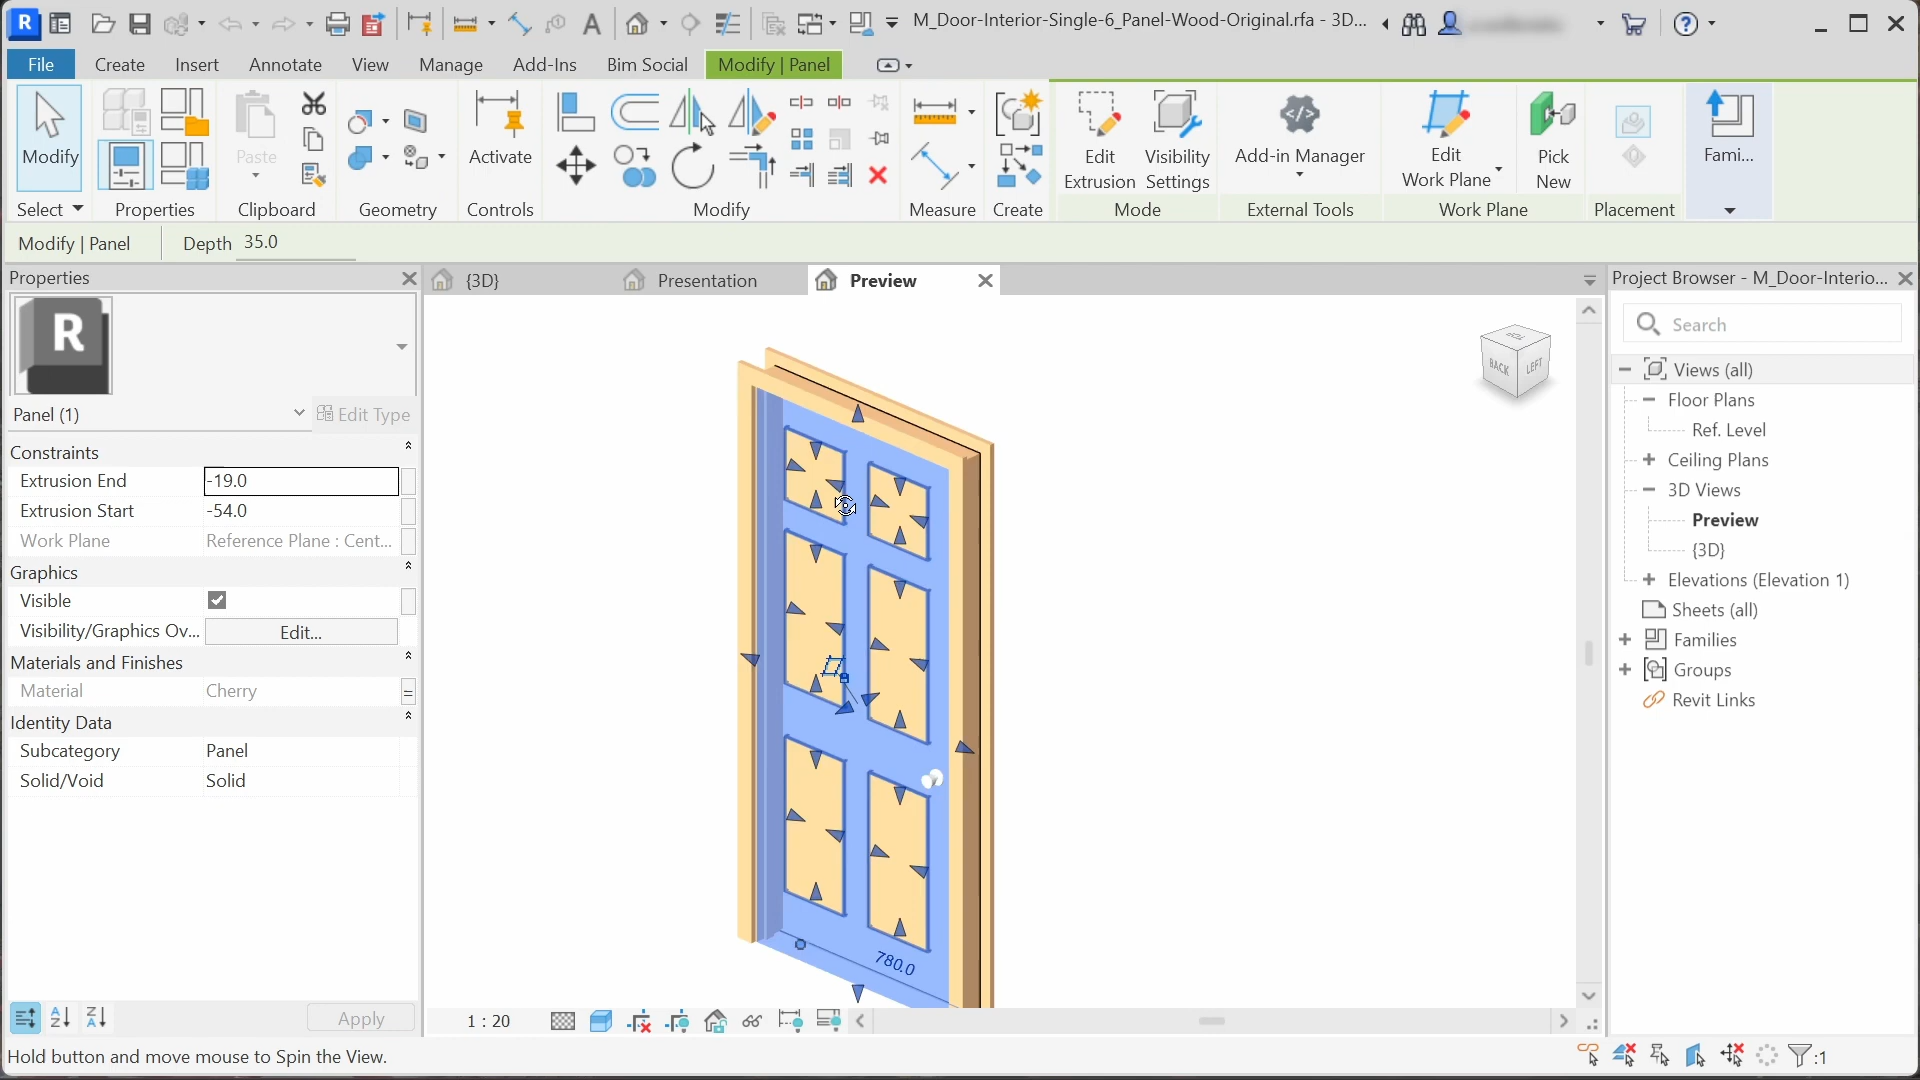 R
M_Door-Interior-Single-6_Panel-Wood-Original.rfa - 3D...
File
Create
Insert
Annotate
View
Manage
Add-Ins
Bim Social
Modify | Panel
Modify
Paste
Activate
Edit
Extrusion
Visibility
Settings
Add-in Manager
Edit
Work Plane
Pick
New
Fami...
Select
Properties
Clipboard
Geometry
Controls
Modify
Measure
Create
Mode
External Tools
Work Plane
Placement
Modify | Panel
Depth 35.0
Properties
{3D}
Presentation
Preview
Project Browser - M_Door-Interio...
R
Search
Panel (1)
Edit Type
Constraints
Extrusion End -19.0
Extrusion Start -54.0
Work Plane Reference Plane : Cent...
Graphics
Visible
Visibility/Graphics Ov... Edit...
Materials and Finishes
Material Cherry
Identity Data
Subcategory Panel
Solid/Void Solid
TOP
BACK
LEFT
780.0
Views (all)
Floor Plans
Ref. Level
Ceiling Plans
3D Views
Preview
{3D}
Elevations (Elevation 1)
Sheets (all)
Families
Groups
Revit Links
Apply
1 : 20
Hold button and move mouse to Spin the View.
:1